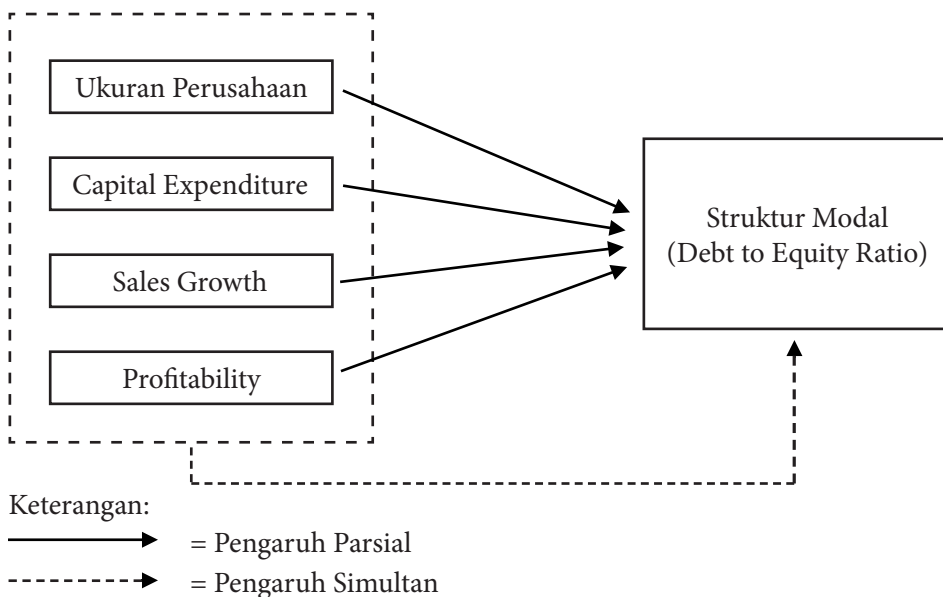 Ukuran Perusahaan
Capital Expenditure
Sales Growth
Profitability
Struktur Modal
(Debt to Equity Ratio)
Keterangan:
= Pengaruh Parsial
= Pengaruh Simultan